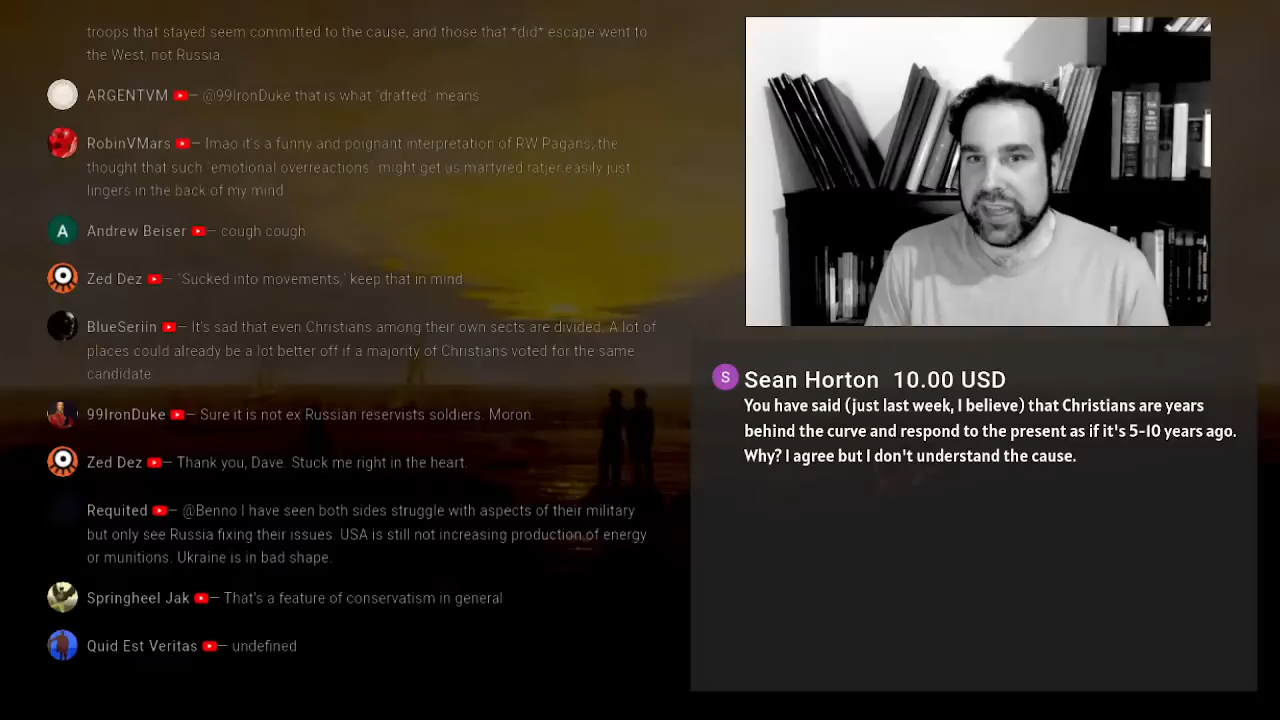 troops that stayed seem committed to the cause, and those that *did* escape went to
the West, not Russia.
ARGENTVM — @99IronDuke that is what "drafted" means
RobinVMars — lmao it's a funny and poignant interpretation of RW Pagans, the
thought that such "emotional overreactions" might get us martyred ratjer easily just
lingers in the back of my mind
A
Andrew Beiser — cough cough
Zed Dez — "Sucked into movements," keep that in mind
BlueSeriin — It's sad that even Christians among their own sects are divided. A lot of
places could already be a lot better off if a majority of Christians voted for the same
candidate
99IronDuke — Sure it is not ex Russian reservists soldiers. Moron.
Zed Dez — Thank you, Dave. Stuck me right in the heart.
Requited — @Benno I have seen both sides struggle with aspects of their military
but only see Russia fixing their issues. USA is still not increasing production of energy
or munitions. Ukraine is in bad shape.
Springheel Jak — That's a feature of conservatism in general
Quid Est Veritas — undefined
S
Sean Horton 10.00 USD
You have said (just last week, I believe) that Christians are years
behind the curve and respond to the present as if it's 5-10 years ago.
Why? I agree but I don't understand the cause.